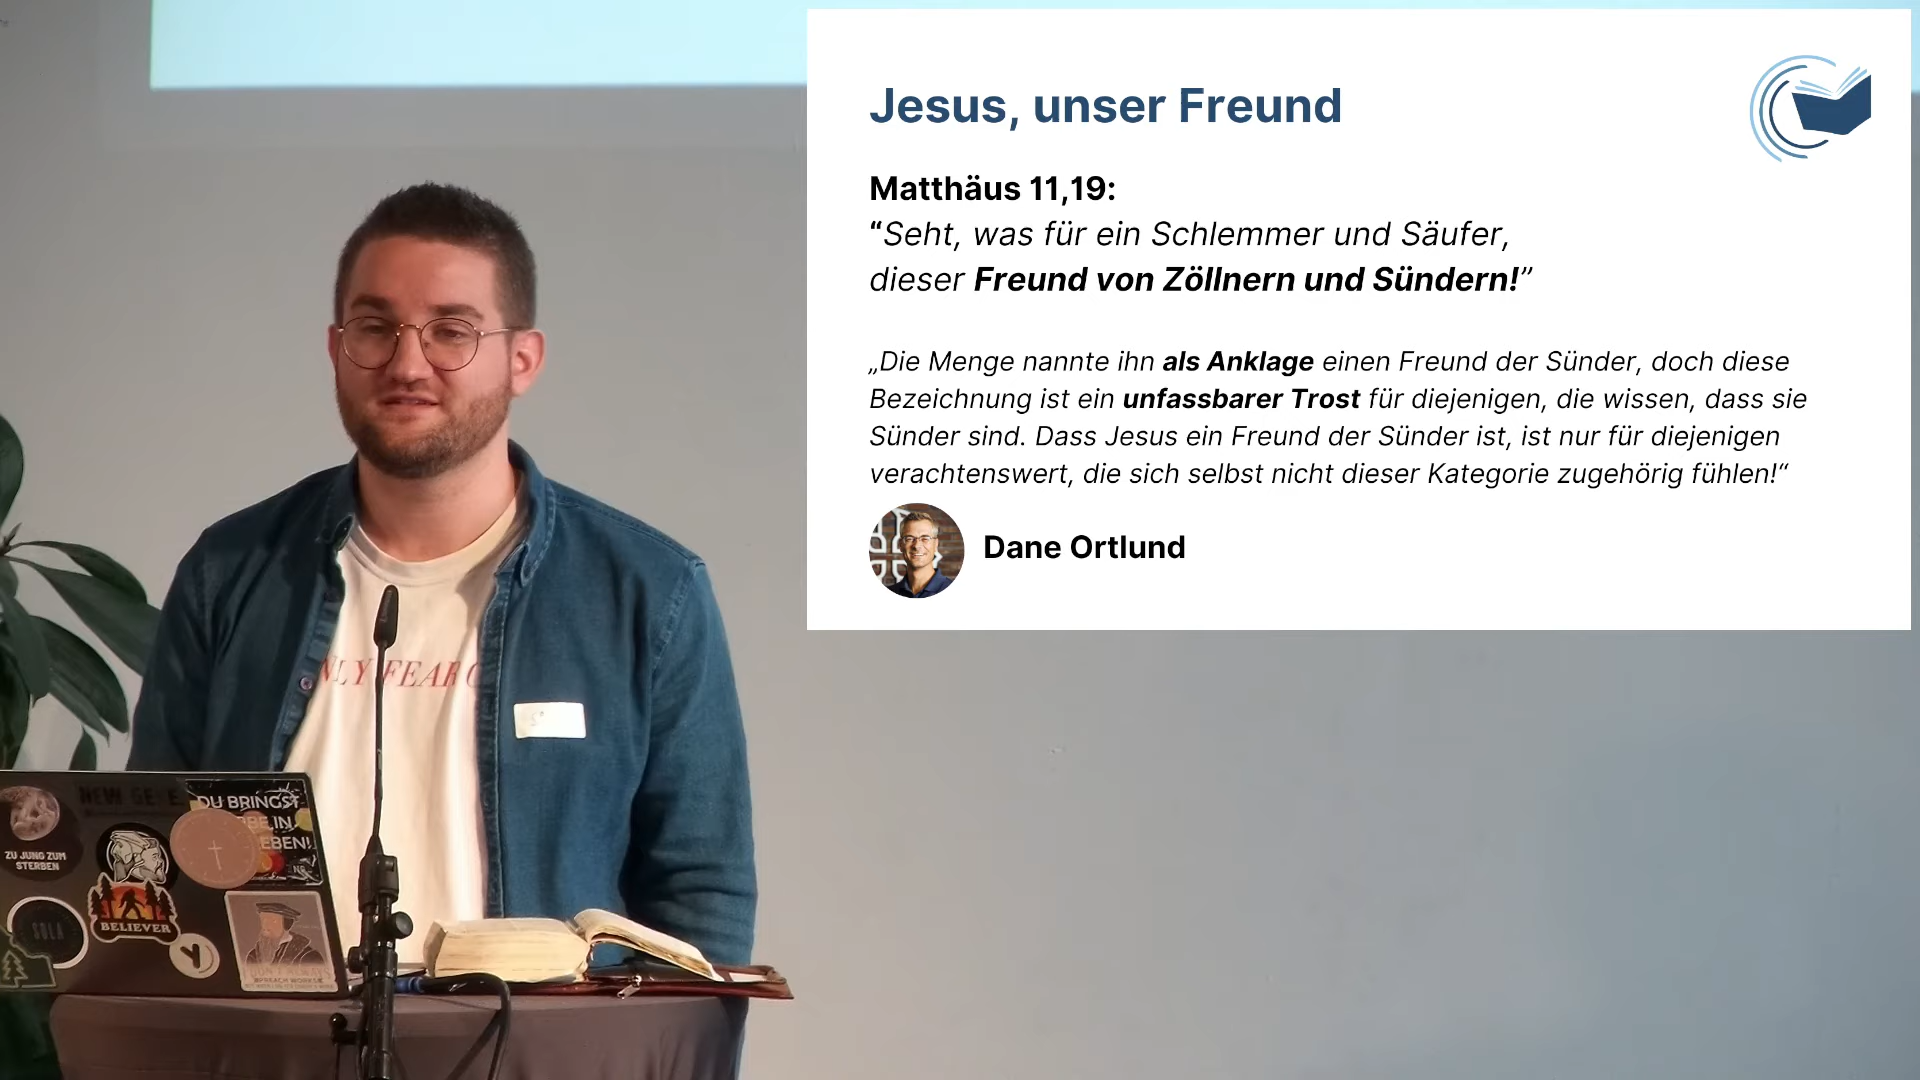 Jesus, unser Freund
Matthäus 11,19:
“Seht, was für ein Schlemmer und Säufer,
dieser Freund von Zöllnern und Sündern!”
„Die Menge nannte ihn als Anklage einen Freund der Sünder, doch diese
Bezeichnung ist ein unfassbarer Trost für diejenigen, die wissen, dass sie
Sünder sind. Dass Jesus ein Freund der Sünder ist, ist nur für diejenigen
verachtenswert, die sich selbst nicht dieser Kategorie zugehörig fühlen!“
Dane Ortlund
FEAR
DU BRINGST
IN
ZU JUNG ZUM
STERBEN
BELIEVER
SOLA